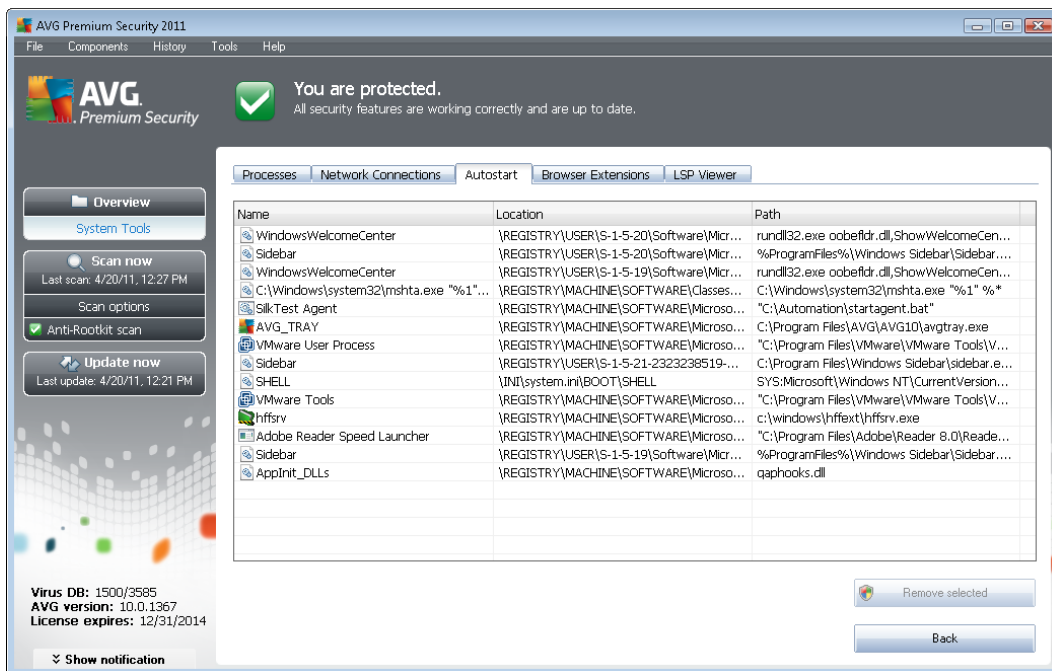 AVG Premium Security 2011
File Components History Tools Help
AVG.
Premium Security
You are protected.
All security features are working correctly and are up to date.
Processes Network Connections Autostart Browser Extensions LSP Viewer
Overview
System Tools
Scan now
Last scan: 4/20/11, 12:27 PM
Scan options
Anti-Rootkit scan
Update now
Last update: 4/20/11, 12:21 PM
Name Location Path
WindowsWelcomeCenter \REGISTRY\USER\S-1-5-20\Software\Micr... rundll32.exe oobefldr.dll,ShowWelcomeCen...
Sidebar \REGISTRY\USER\S-1-5-20\Software\Micr... %ProgramFiles%\Windows Sidebar\Sidebar....
WindowsWelcomeCenter \REGISTRY\USER\S-1-5-19\Software\Micr... rundll32.exe oobefldr.dll,ShowWelcomeCen...
C:\Windows\system32\mshta.exe "%1"... \REGISTRY\MACHINE\SOFTWARE\Classes... C:\Windows\system32\mshta.exe "%1" %*
SilkTest Agent \REGISTRY\MACHINE\SOFTWARE\Microso... "C:\Automation\startagent.bat"
AVG_TRAY \REGISTRY\MACHINE\SOFTWARE\Microso... C:\Program Files\AVG\AVG10\avgtray.exe
VMware User Process \REGISTRY\MACHINE\SOFTWARE\Microso... "C:\Program Files\VMware\VMware Tools\V...
Sidebar \REGISTRY\USER\S-1-5-21-2323238519-... C:\Program Files\Windows Sidebar\sidebar.e...
SHELL \INI\system.ini\BOOT\SHELL SYS:Microsoft\Windows NT\CurrentVersion...
VMware Tools \REGISTRY\MACHINE\SOFTWARE\Microso... "C:\Program Files\VMware\VMware Tools\V...
hffsrv \REGISTRY\MACHINE\SOFTWARE\Microso... c:\windows\hffext\hffsrv.exe
Adobe Reader Speed Launcher \REGISTRY\MACHINE\SOFTWARE\Microso... "C:\Program Files\Adobe\Reader 8.0\Reade...
Sidebar \REGISTRY\USER\S-1-5-19\Software\Micr... %ProgramFiles%\Windows Sidebar\Sidebar....
AppInit_DLLs \REGISTRY\MACHINE\SOFTWARE\Microso... qaphooks.dll
Virus DB: 1500/3585
AVG version: 10.0.1367
License expires: 12/31/2014
Show notification
Remove selected
Back